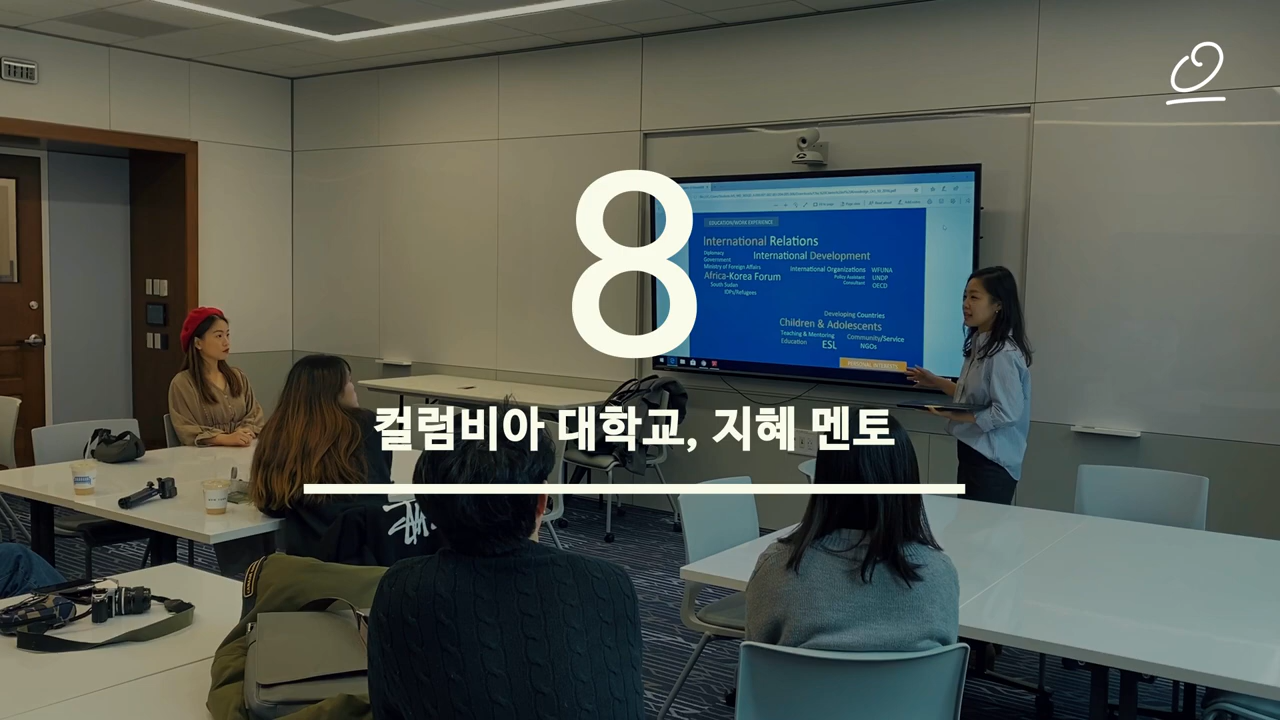 8
컬럼비아 대학교, 지혜 멘토
EDUCATION/WORK EXPERIENCE
International Relations
Diplomacy
Government
Ministry of Foreign Affairs
International Development
Africa-Korea Forum
South Sudan
IDPs/Refugees
International Organizations
Policy Assistant
Consultant
WFUNA
UNDP
OECD
Developing Countries
Children & Adolescents
Teaching & Mentoring
Education
ESL
Community/Service
NGOs
PERSONAL INTERESTS